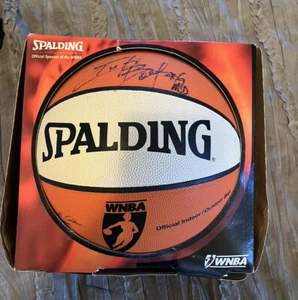 SPALDING
Official Sponsor of the WNBA
SPALDING
WNBA
Official Indoor/Outdoor Ball
WNBA